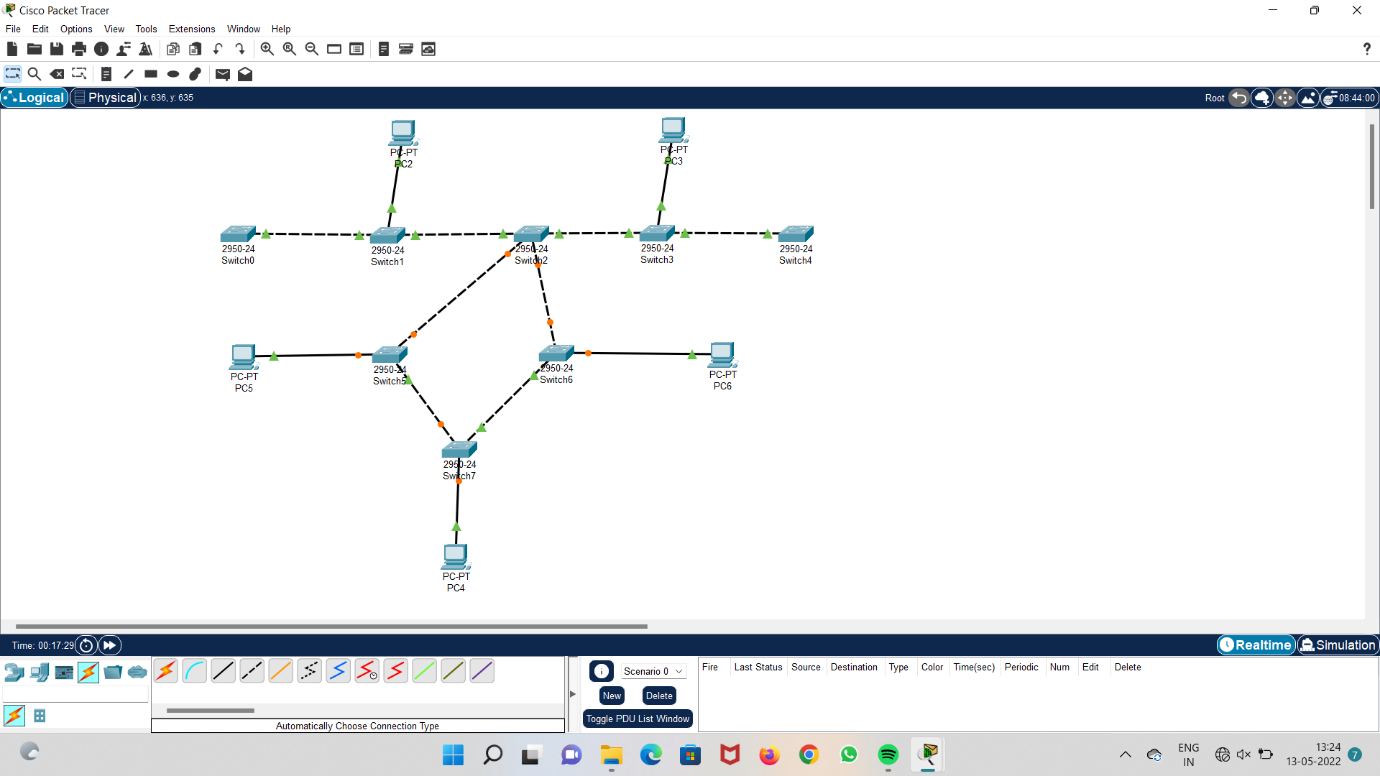 Cisco Packet Tracer
File Edit Options View Tools Extensions Window Help
?
Logical Physical x: 636, y: 635 Root 08:44:00
PC-PT
PC2
PC-PT
PC3
2950-24
Switch0
2950-24
Switch1
2950-24
Switch2
2950-24
Switch3
2950-24
Switch4
PC-PT
PC5
2950-24
Switch5
2950-24
Switch6
PC-PT
PC6
2950-24
Switch7
PC-PT
PC4
Time: 00:17:29 Realtime Simulation
Scenario 0
New Delete
Toggle PDU List Window
Fire Last Status Source Destination Type Color Time(sec) Periodic Num Edit Delete
Automatically Choose Connection Type
ENG
IN
13:24
13-05-2022
7